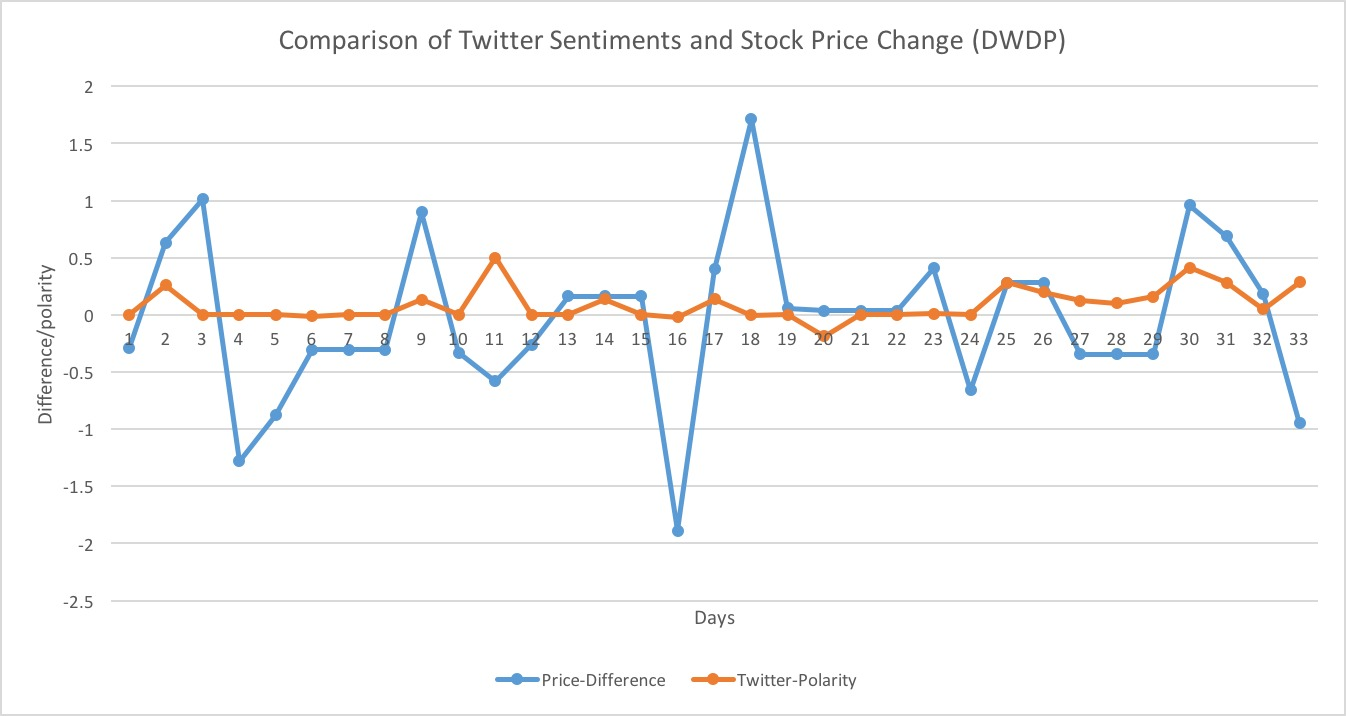 Comparison of Twitter Sentiments and Stock Price Change (DWDP)
2
1.5
1
0.5
0
-0.5
-1
-1.5
-2
-2.5
Difference/polarity
1 2 3 4 5 6 7 8 9 10 11 12 13 14 15 16 17 18 19 20 21 22 23 24 25 26 27 28 29 30 31 32 33
Days
Price-Difference Twitter-Polarity